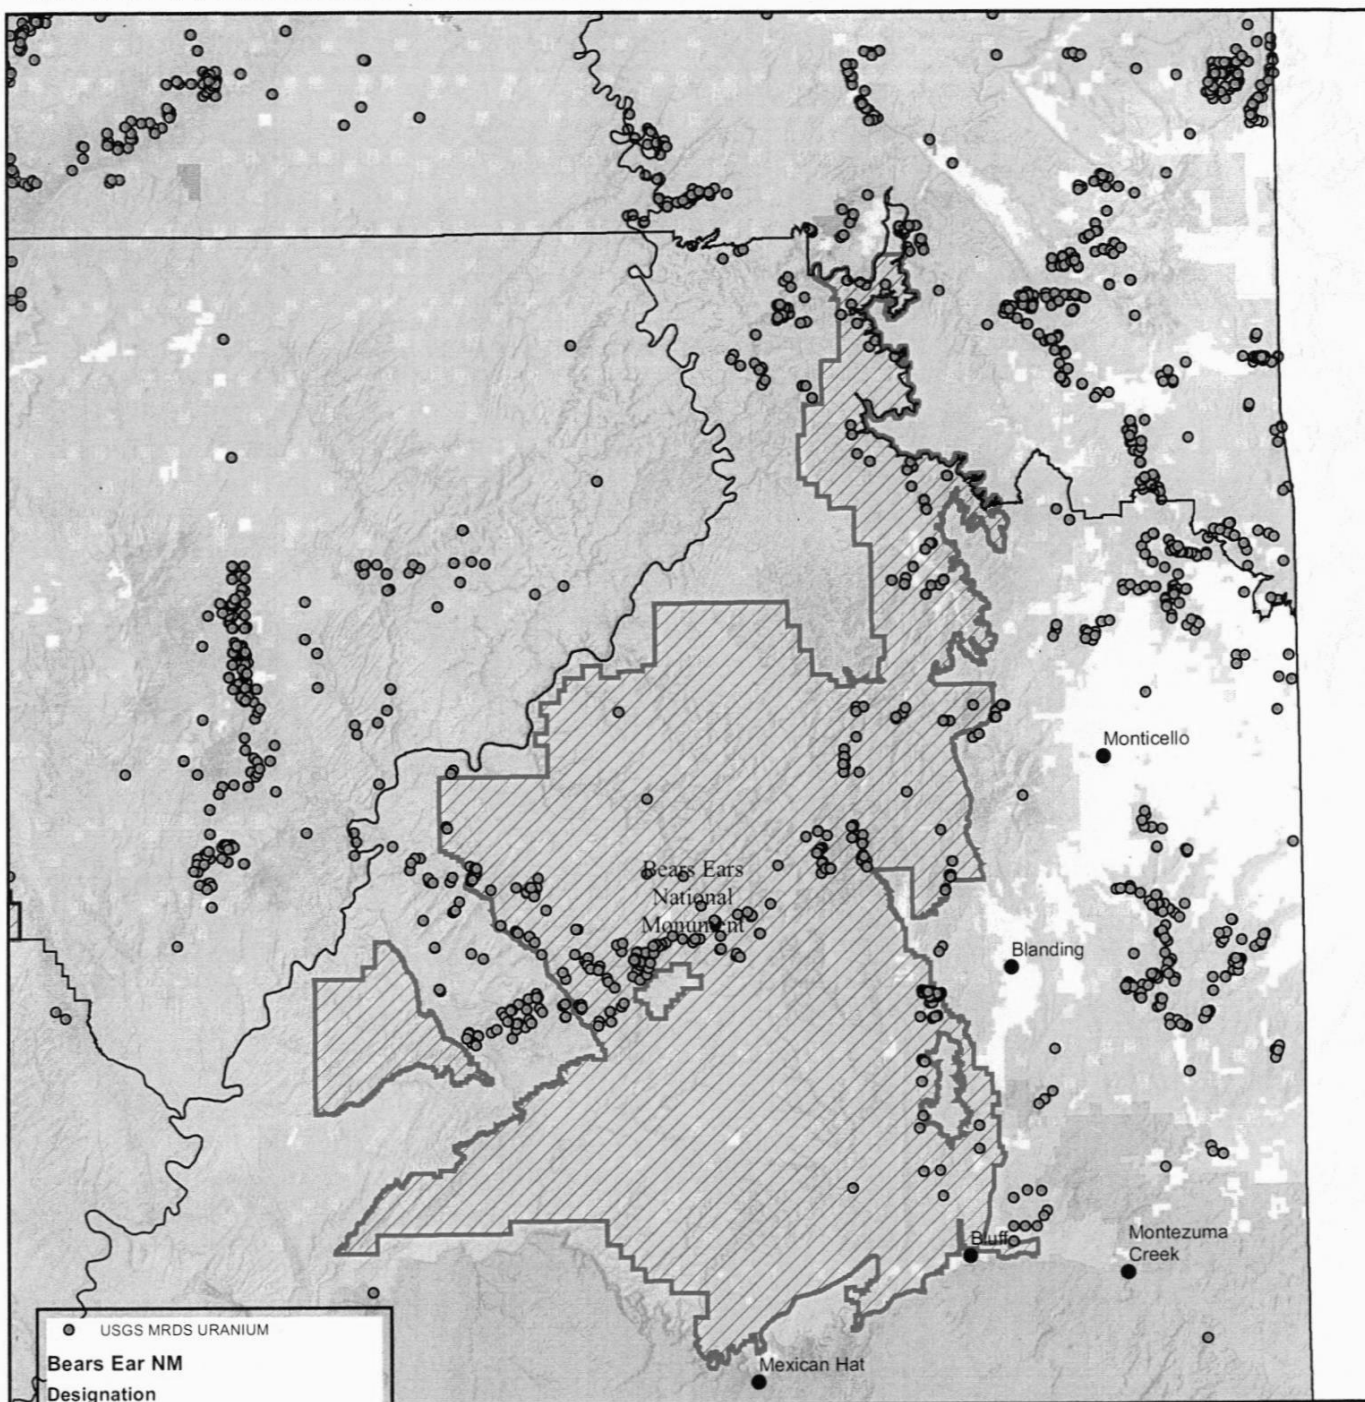 Bears Ears
National
Monument
Monticello
Blanding
Bluff
Montezuma
Creek
Mexican Hat
USGS MRDS URANIUM
Bears Ear NM
Designation